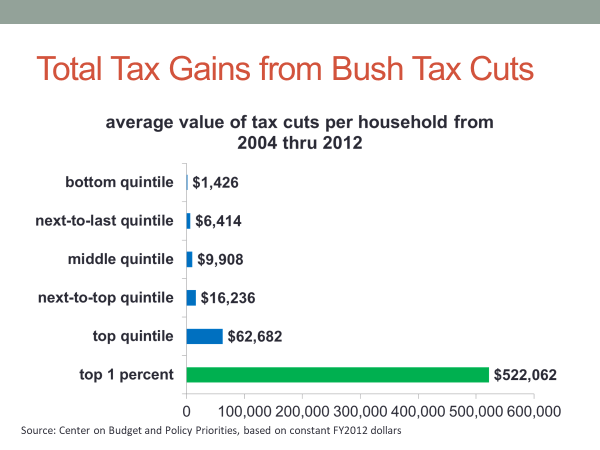 Total Tax Gains from Bush Tax Cuts
average value of tax cuts per household from
2004 thru 2012
bottom quintile $1,426
next-to-last quintile $6,414
middle quintile $9,908
next-to-top quintile $16,236
top quintile $62,682
top 1 percent $522,062
0 100,000 200,000 300,000 400,000 500,000 600,000
Source: Center on Budget and Policy Priorities, based on constant FY2012 dollars